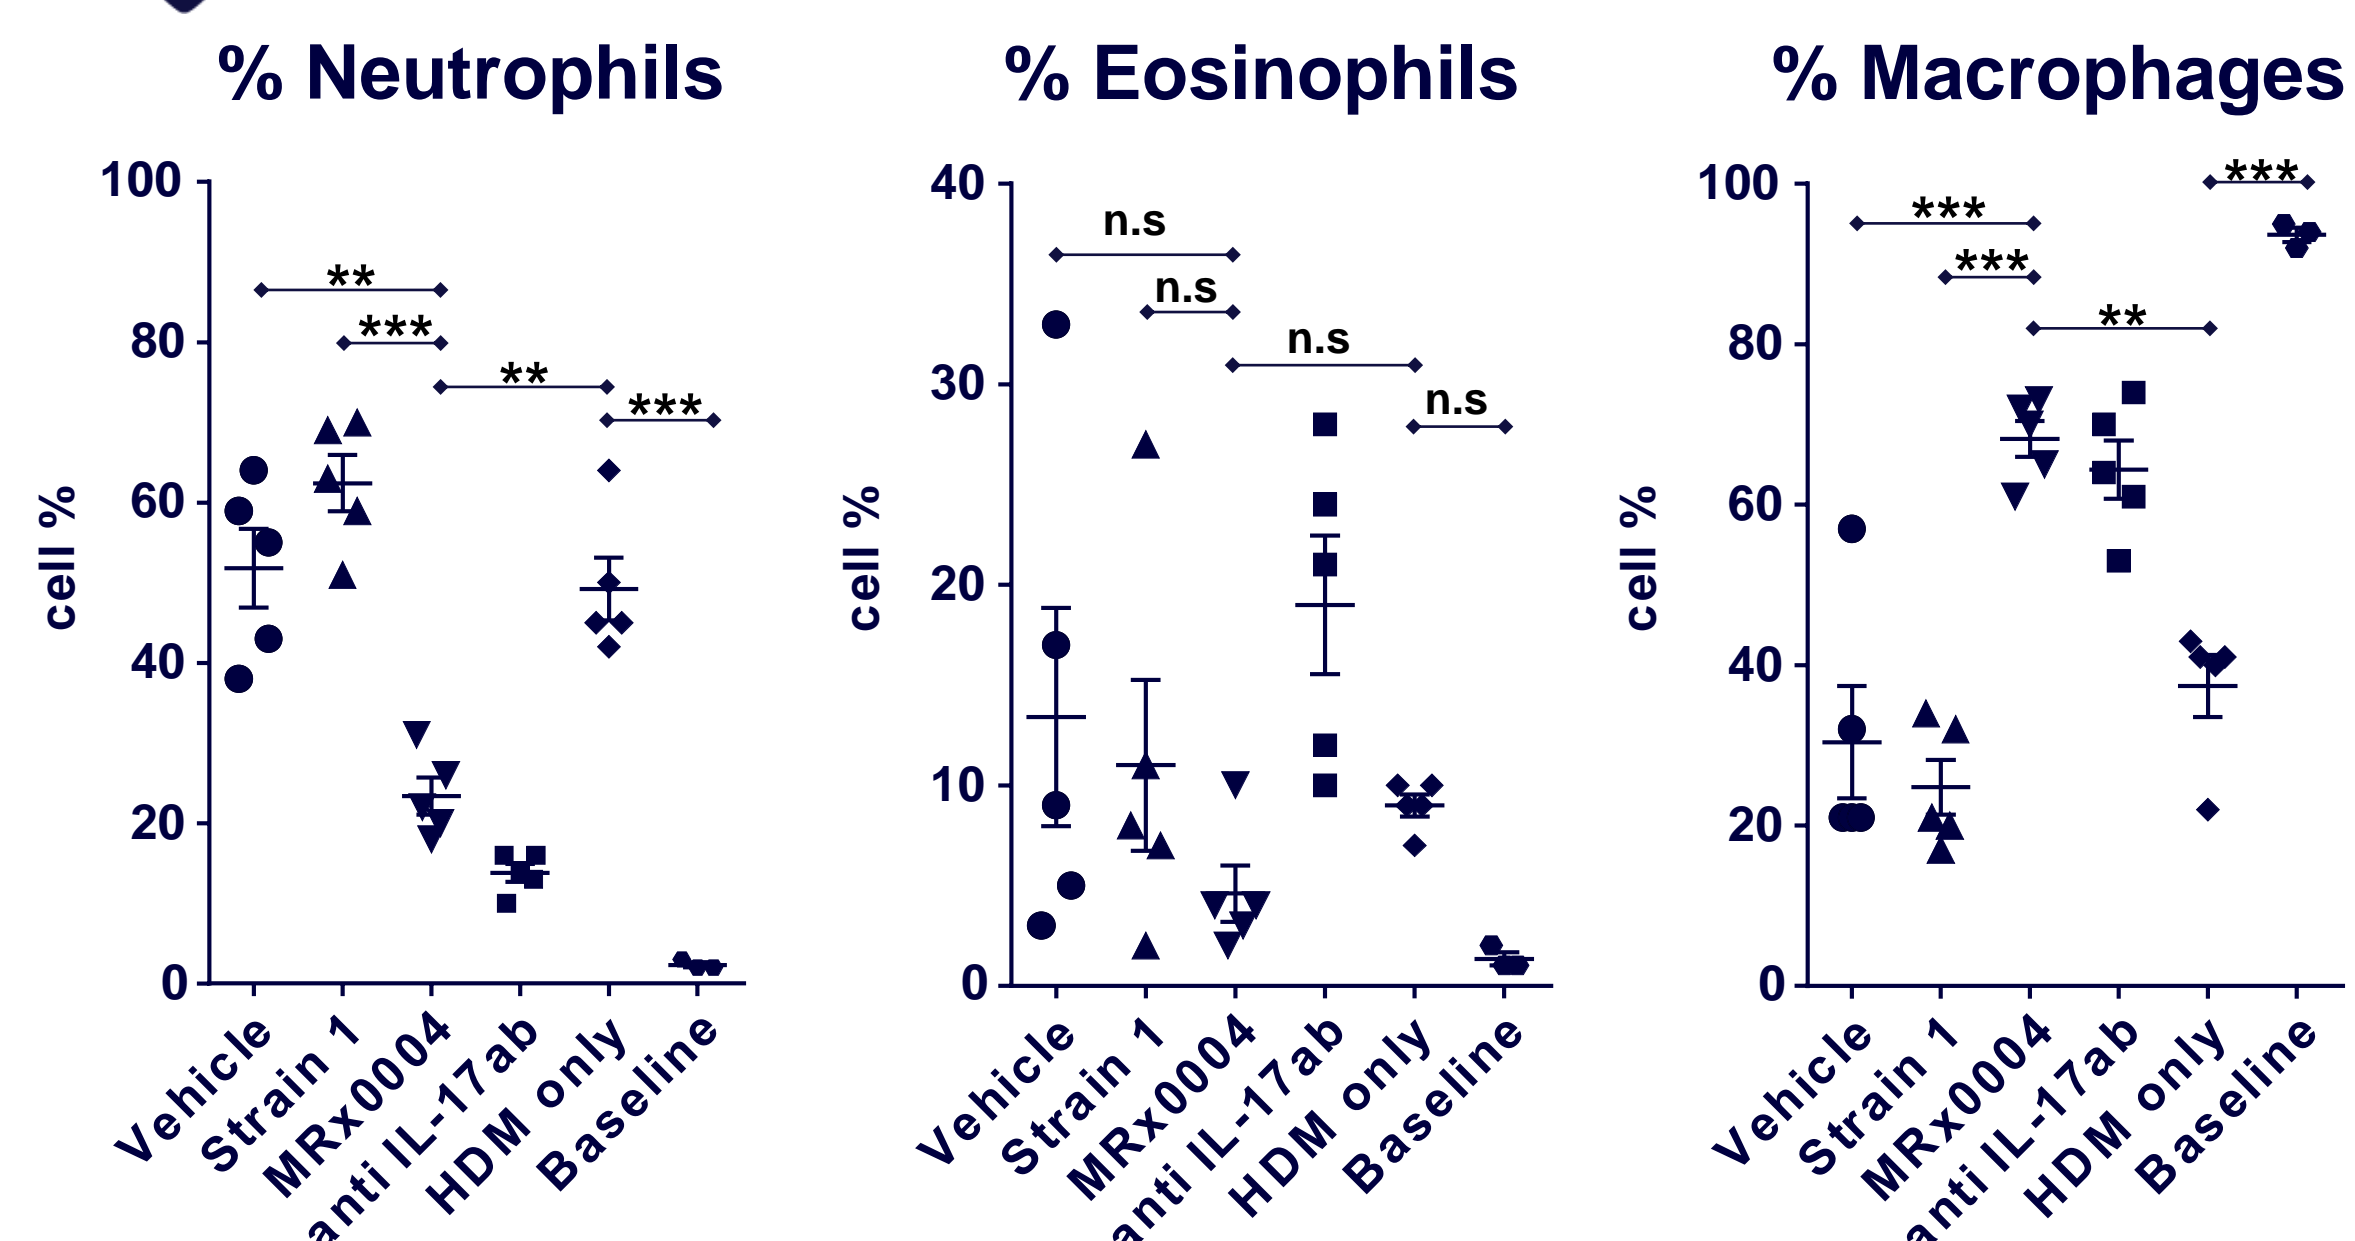 % Neutrophils
100
80
60
40
20
0
cell %
**
***
**
***
Vehicle
Strain 1
MRx0004
anti IL-17ab
HDM only
Baseline
% Eosinophils
40
30
20
10
0
cell %
n.s
n.s
n.s
n.s
Vehicle
Strain 1
MRx0004
anti IL-17ab
HDM only
Baseline
% Macrophages
100
80
60
40
20
0
cell %
***
***
***
**
Vehicle
Strain 1
MRx0004
anti IL-17ab
HDM only
Baseline